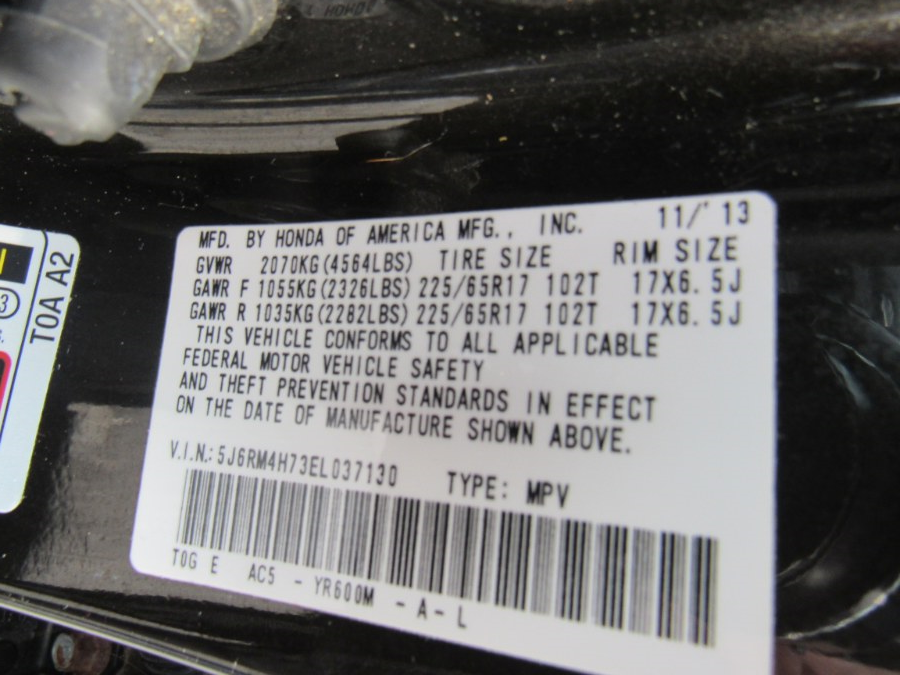 MFD. BY HONDA OF AMERICA MFG., INC. 11/'13
GVWR 2070KG(4564LBS) TIRE SIZE RIM SIZE
GAWR F 1055KG(2326LBS) 225/65R17 102T 17X6.5J
GAWR R 1035KG(2282LBS) 225/65R17 102T 17X6.5J
THIS VEHICLE CONFORMS TO ALL APPLICABLE
FEDERAL MOTOR VEHICLE SAFETY
AND THEFT PREVENTION STANDARDS IN EFFECT
ON THE DATE OF MANUFACTURE SHOWN ABOVE.
V.I.N.:5J6RM4H73EL037130 TYPE: MPV
T0G E AC5 - YR600M - A - L
T0A A2